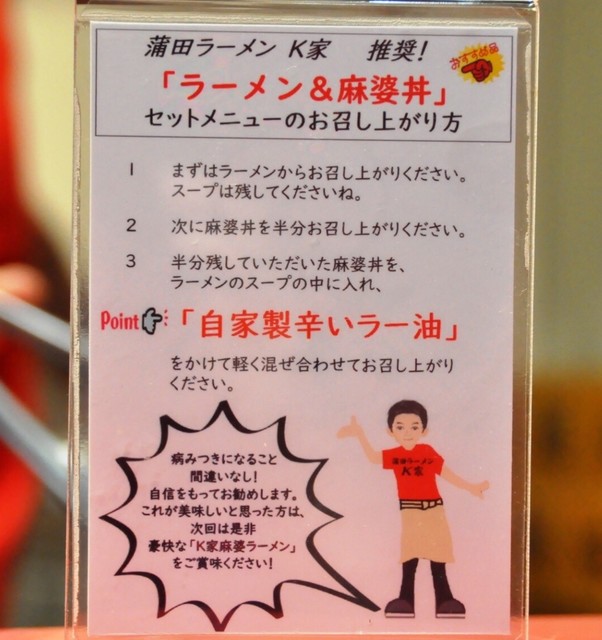 蒲田ラーメン K家 推奨!
おすすめ品
「ラーメン&麻婆丼」
セットメニューのお召し上がり方
1 まずはラーメンからお召し上がりください。
スープは残してくださいね。
2 次に麻婆丼を半分お召し上がりください。
3 半分残していただいた麻婆丼を、
ラーメンのスープの中に入れ、
Point 「自家製辛いラー油」
をかけて軽く混ぜ合わせてお召し上がり
ください。
病みつきになること
間違いなし!
自信をもってお勧めします。
これが美味しいと思った方は、
次回は是非
豪快な「K家麻婆ラーメン」
をご賞味ください!
蒲田ラーメン
K家